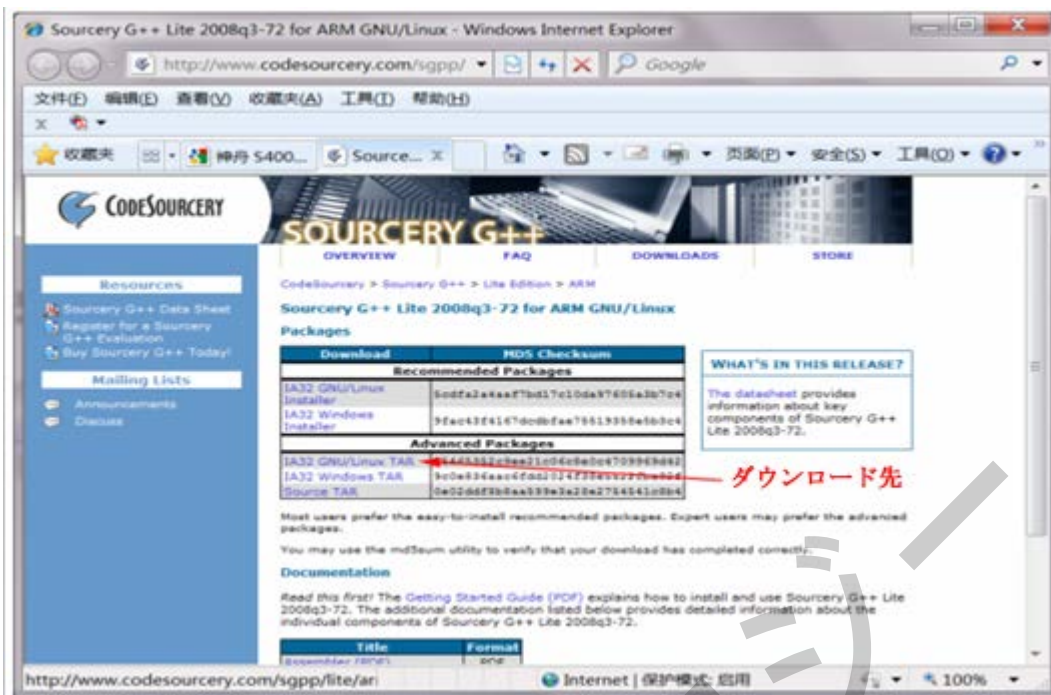 Sourcery G++ Lite 2008q3-72 for ARM GNU/Linux - Windows Internet Explorer
http://www.codesourcery.com/sgpp/
Google
文件(F) 编辑(E) 查看(V) 收藏夹(A) 工具(T) 帮助(H)
x
收藏夹 神舟 S400... Source... x 页面(P) 安全(S) 工具(O)
CODESOURCERY
SOURCERY G++
OVERVIEW FAQ DOWNLOADS STORE
Resources
Sourcery G++ Data Sheet
Register for a Sourcery
G++ Evaluation
Buy Sourcery G++ Today!
Mailing Lists
Announcements
Discuss
CodeSourcery > Sourcery G++ > Lite Edition > ARM
Sourcery G++ Lite 2008q3-72 for ARM GNU/Linux
Packages
Download MD5 Checksum
Recommended Packages
IA32 GNU/Linux
Installer
IA32 Windows
Installer
Advanced Packages
IA32 GNU/Linux TAR
IA32 Windows TAR
Source TAR
WHAT'S IN THIS RELEASE?
The datasheet provides
information about key
components of Sourcery G++
Lite 2008q3-72.
ダウンロード先
Most users prefer the easy-to-install recommended packages. Expert users may prefer the advanced
packages.
You may use the md5sum utility to verify that your download has completed correctly.
Documentation
Read this first! The Getting Started Guide (PDF) explains how to install and use Sourcery G++ Lite
2008q3-72. The additional documentation listed below provides detailed information about the
individual components of Sourcery G++ Lite 2008q3-72.
Title Format
Assembler (PDF) PDF
http://www.codesourcery.com/sgpp/lite/ar
Internet | 保护模式: 启用
100%